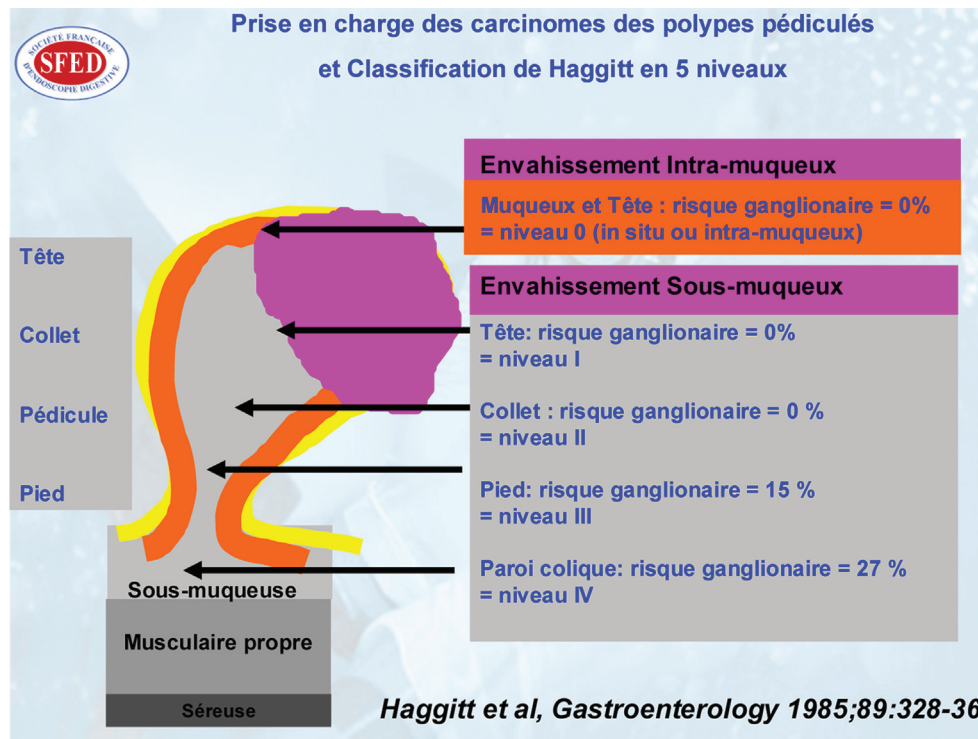 Prise en charge des carcinomes des polypes pédiculés
et Classification de Haggitt en 5 niveaux
SOCIÉTÉ FRANÇAISE
SFED
D'ENDOSCOPIE DIGESTIVE
Envahissement Intra-muqueux
Muqueux et Tête : risque ganglionaire = 0%
= niveau 0 (in situ ou intra-muqueux)
Tête
Collet
Pédicule
Pied
Envahissement Sous-muqueux
Tête: risque ganglionaire = 0%
= niveau I
Collet : risque ganglionaire = 0 %
= niveau II
Pied: risque ganglionaire = 15 %
= niveau III
Paroi colique: risque ganglionaire = 27 %
= niveau IV
Sous-muqueuse
Musculaire propre
Séreuse
Haggitt et al, Gastroenterology 1985;89:328-36